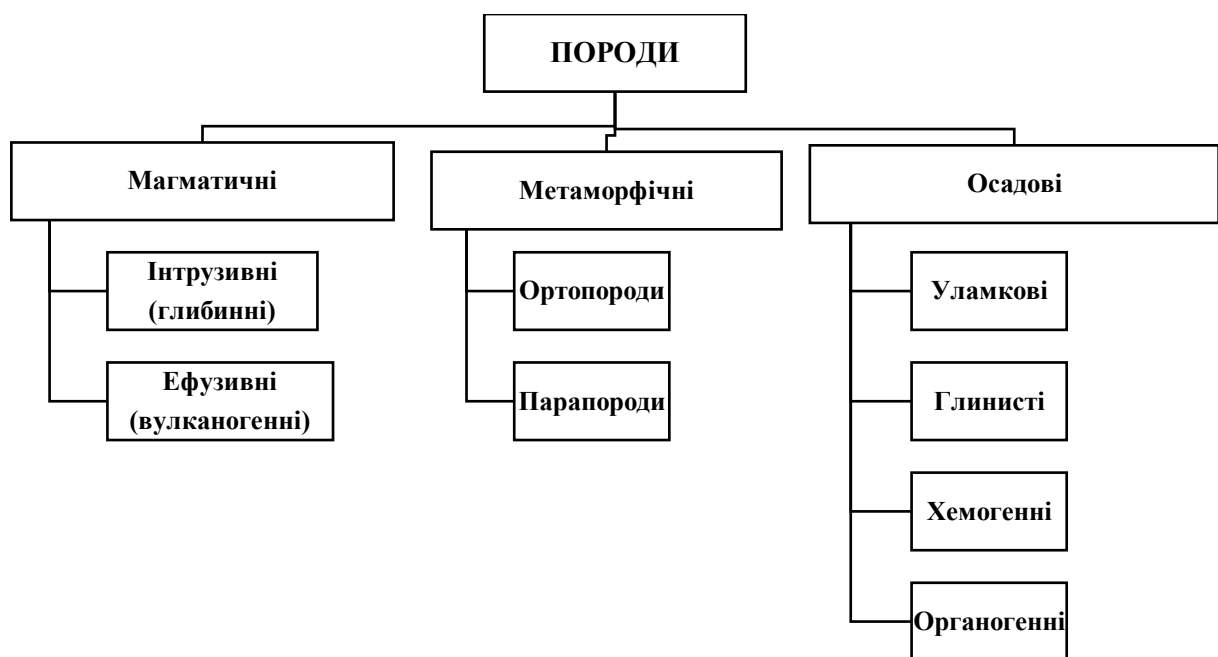 ПОРОДИ
Магматичні
Метаморфічні
Осадові
Інтрузивні
(глибинні)
Ефузивні
(вулканогенні)
Ортопороди
Парапороди
Уламкові
Глинисті
Хемогенні
Органогенні